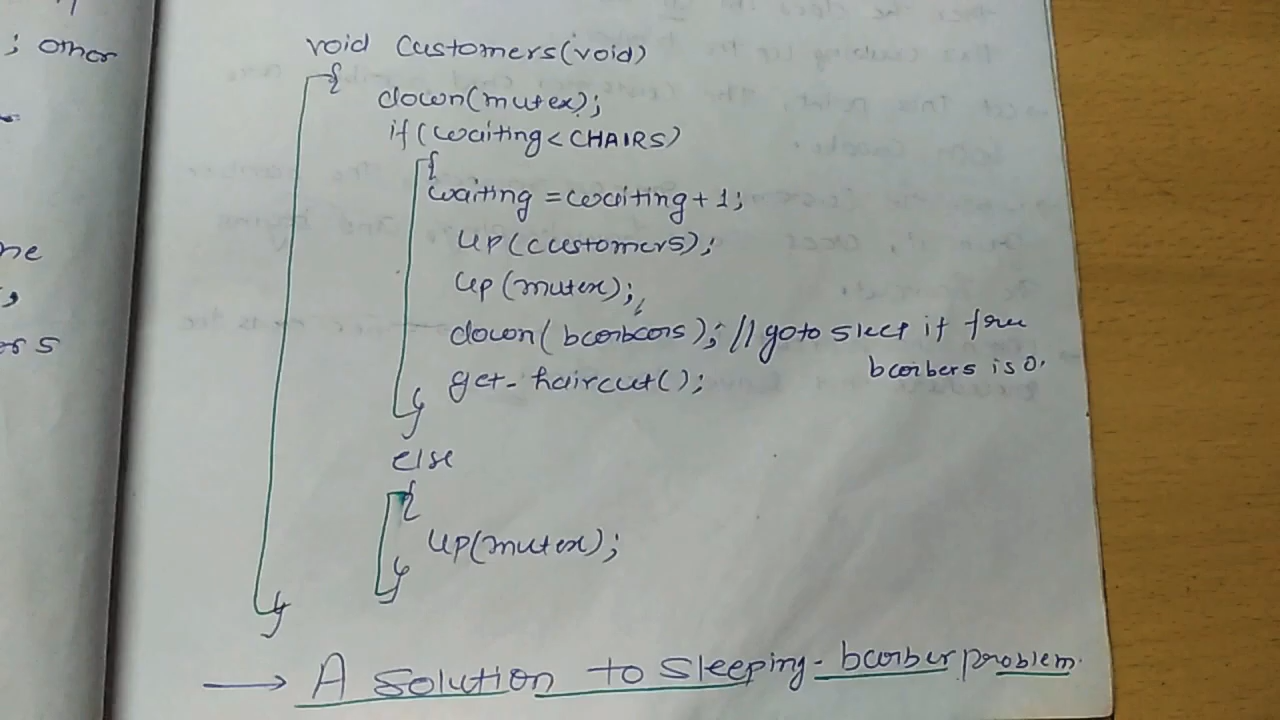 ; other
void Customers(void)
{
down(mutex);
if(waiting<CHAIRS)
{
waiting = waiting + 1;
up(customers);
up(mutex);
down(barbers); // goto sleep if free
barbers is 0.
get-haircut();
}
else
{
up(mutex);
}
}
→ A solution to sleeping-barber problem.